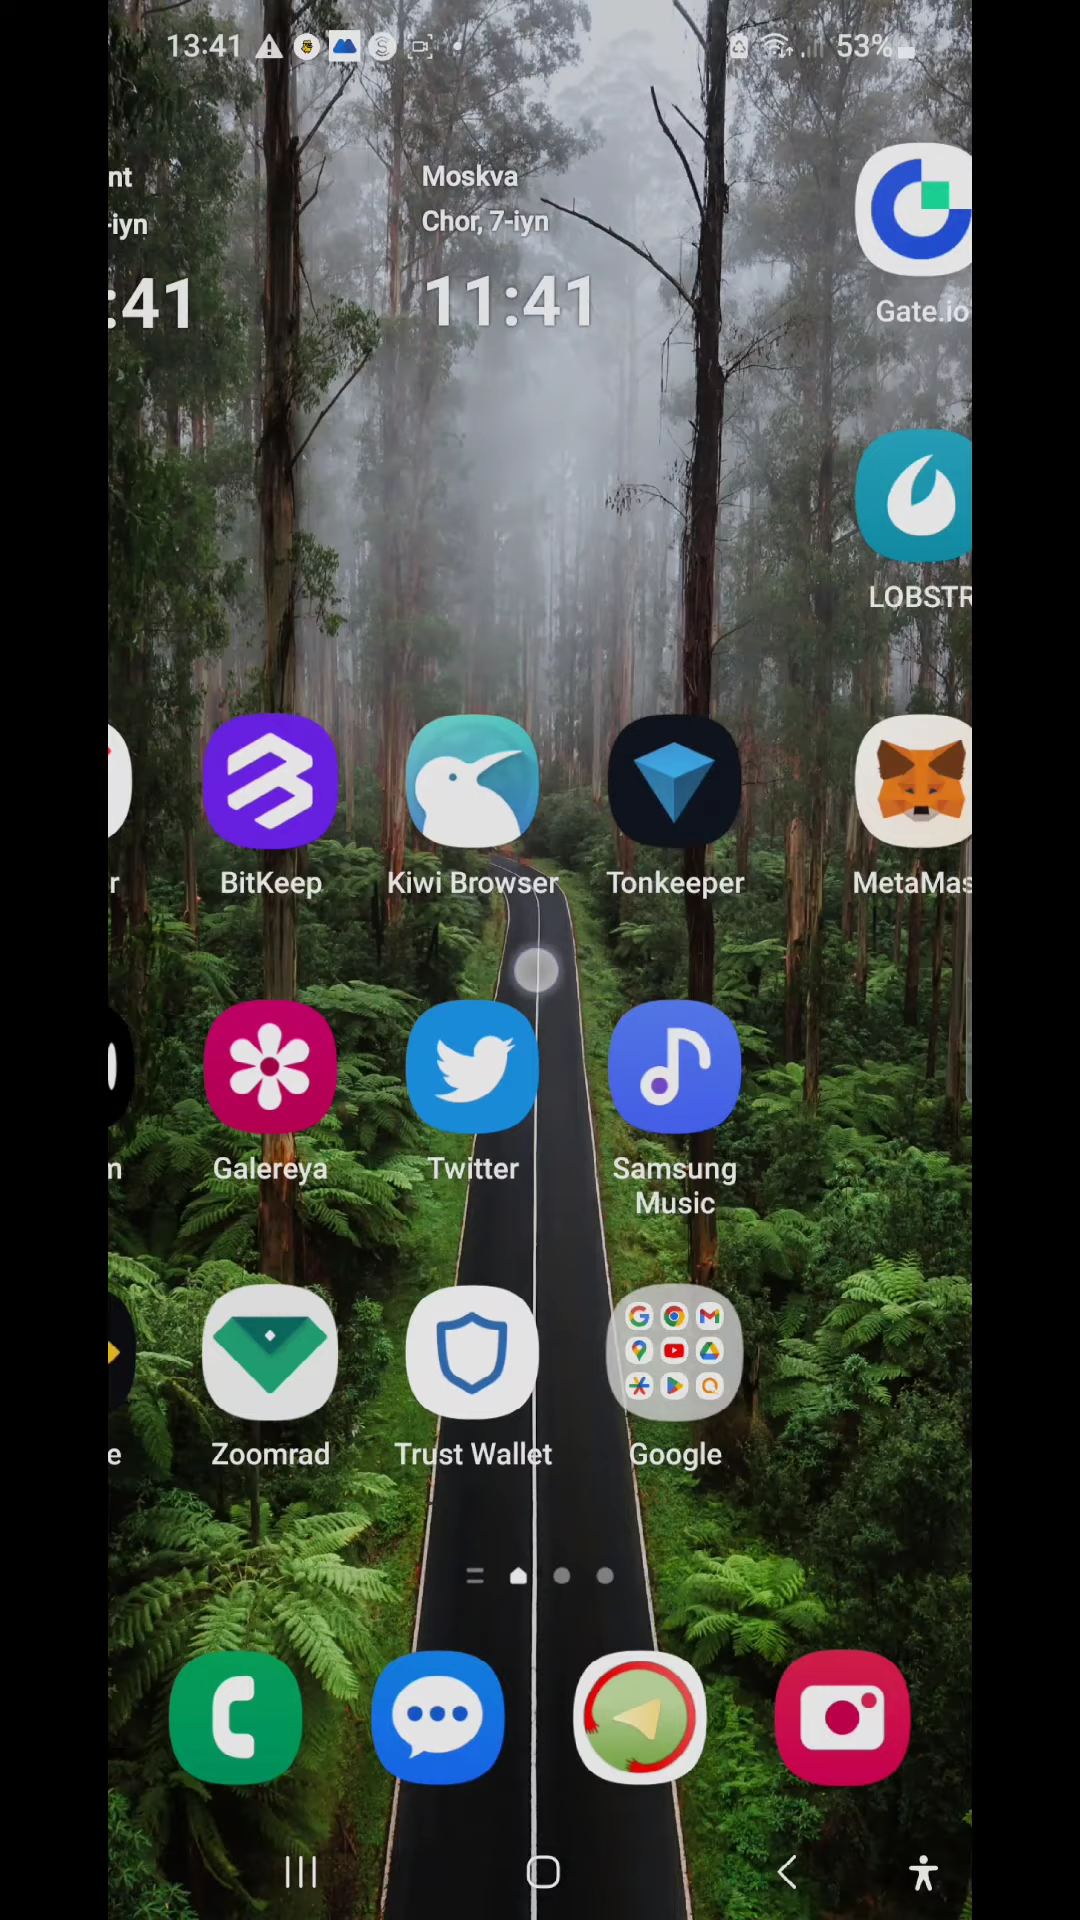 13:41
53%
nt
Moskva
-iyn
Chor, 7-iyn
:41
11:41
Gate.io
LOBSTR
r
BitKeep
Kiwi Browser
Tonkeeper
MetaMas
m
Galereya
Twitter
Samsung
Music
e
Zoomrad
Trust Wallet
Google